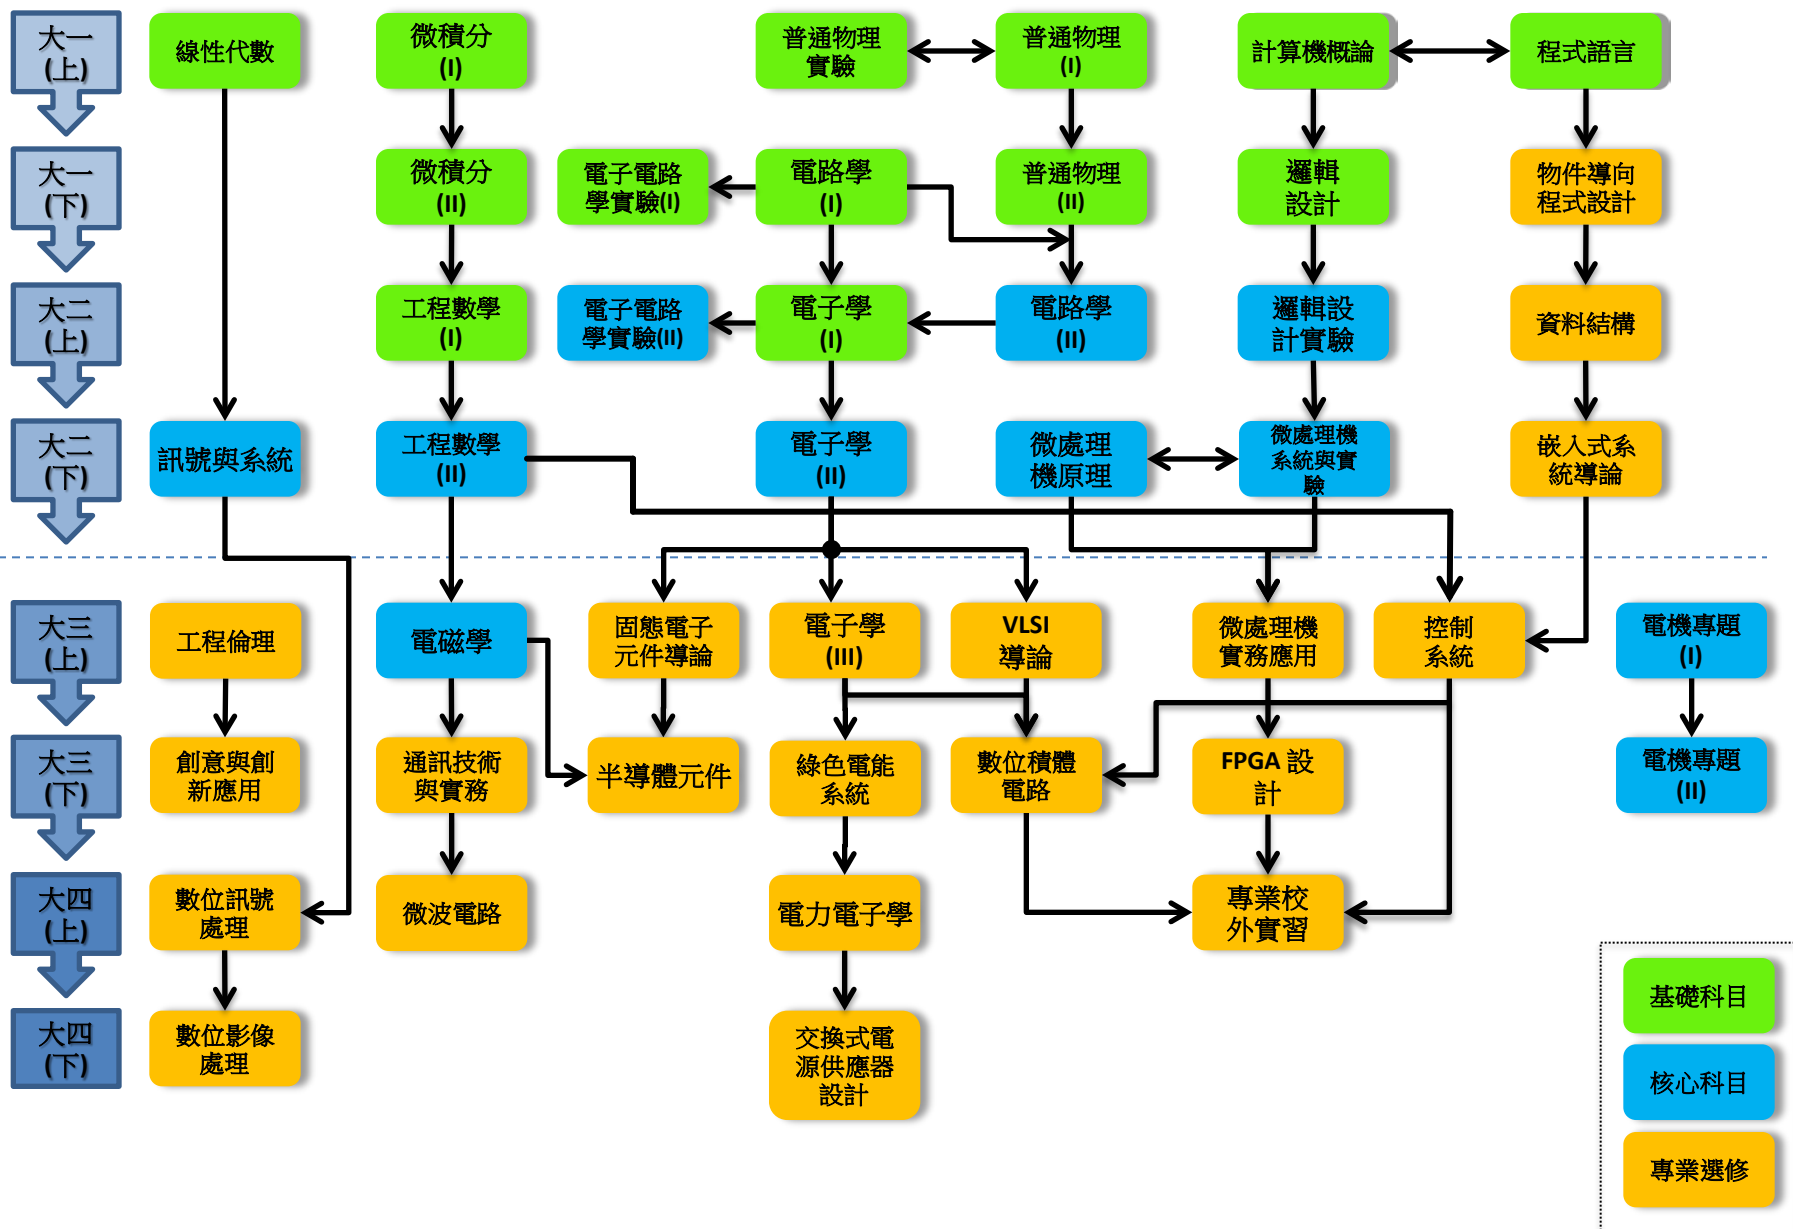 大一
(上)
線性代數
微積分
(I)
普通物理
實驗
普通物理
(I)
計算機概論
程式語言
大一
(下)
微積分
(II)
電子電路
學實驗(I)
電路學
(I)
普通物理
(II)
邏輯
設計
物件導向
程式設計
大二
(上)
工程數學
(I)
電子電路
學實驗(II)
電子學
(I)
電路學
(II)
邏輯設
計實驗
資料結構
大二
(下)
訊號與系統
工程數學
(II)
電子學
(II)
微處理
機原理
微處理機
系統與實
驗
嵌入式系
統導論
大三
(上)
工程倫理
電磁學
固態電子
元件導論
電子學
(III)
VLSI
導論
微處理機
實務應用
控制
系統
電機專題
(I)
大三
(下)
創意與創
新應用
通訊技術
與實務
半導體元件
綠色電能
系統
數位積體
電路
FPGA 設
計
電機專題
(II)
大四
(上)
數位訊號
處理
微波電路
電力電子學
專業校
外實習
大四
(下)
數位影像
處理
交換式電
源供應器
設計
基礎科目
核心科目
專業選修